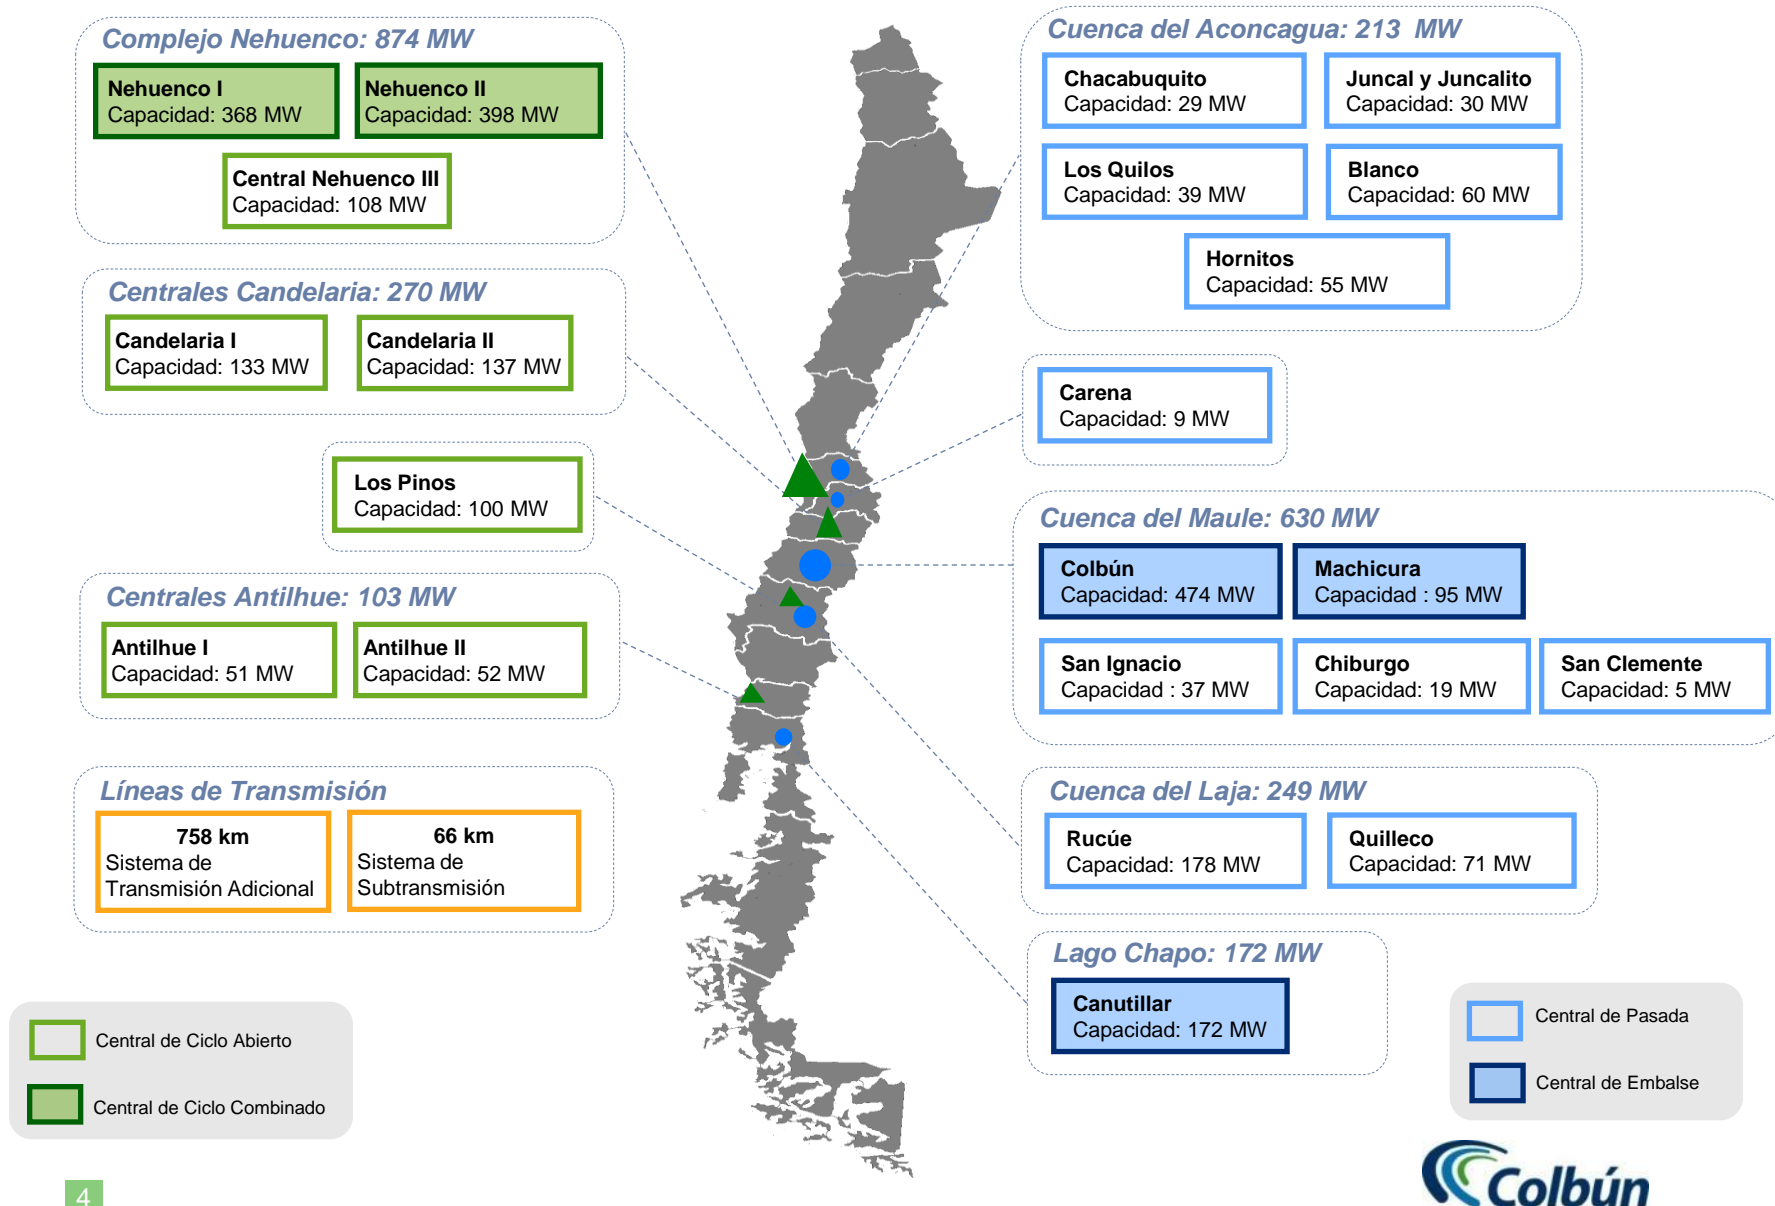 Complejo Nehuenco: 874 MW
Nehuenco I
Capacidad: 368 MW
Nehuenco II
Capacidad: 398 MW
Central Nehuenco III
Capacidad: 108 MW
Centrales Candelaria: 270 MW
Candelaria I
Capacidad: 133 MW
Candelaria II
Capacidad: 137 MW
Los Pinos
Capacidad: 100 MW
Centrales Antilhue: 103 MW
Antilhue I
Capacidad: 51 MW
Antilhue II
Capacidad: 52 MW
Líneas de Transmisión
758 km
Sistema de
Transmisión Adicional
66 km
Sistema de
Subtransmisión
Central de Ciclo Abierto
Central de Ciclo Combinado
4
Cuenca del Aconcagua: 213 MW
Chacabuquito
Capacidad: 29 MW
Juncal y Juncalito
Capacidad: 30 MW
Los Quilos
Capacidad: 39 MW
Blanco
Capacidad: 60 MW
Hornitos
Capacidad: 55 MW
Carena
Capacidad: 9 MW
Cuenca del Maule: 630 MW
Colbún
Capacidad: 474 MW
Machicura
Capacidad : 95 MW
San Ignacio
Capacidad : 37 MW
Chiburgo
Capacidad: 19 MW
San Clemente
Capacidad: 5 MW
Cuenca del Laja: 249 MW
Rucúe
Capacidad: 178 MW
Quilleco
Capacidad: 71 MW
Lago Chapo: 172 MW
Canutillar
Capacidad: 172 MW
Central de Pasada
Central de Embalse
Colbún